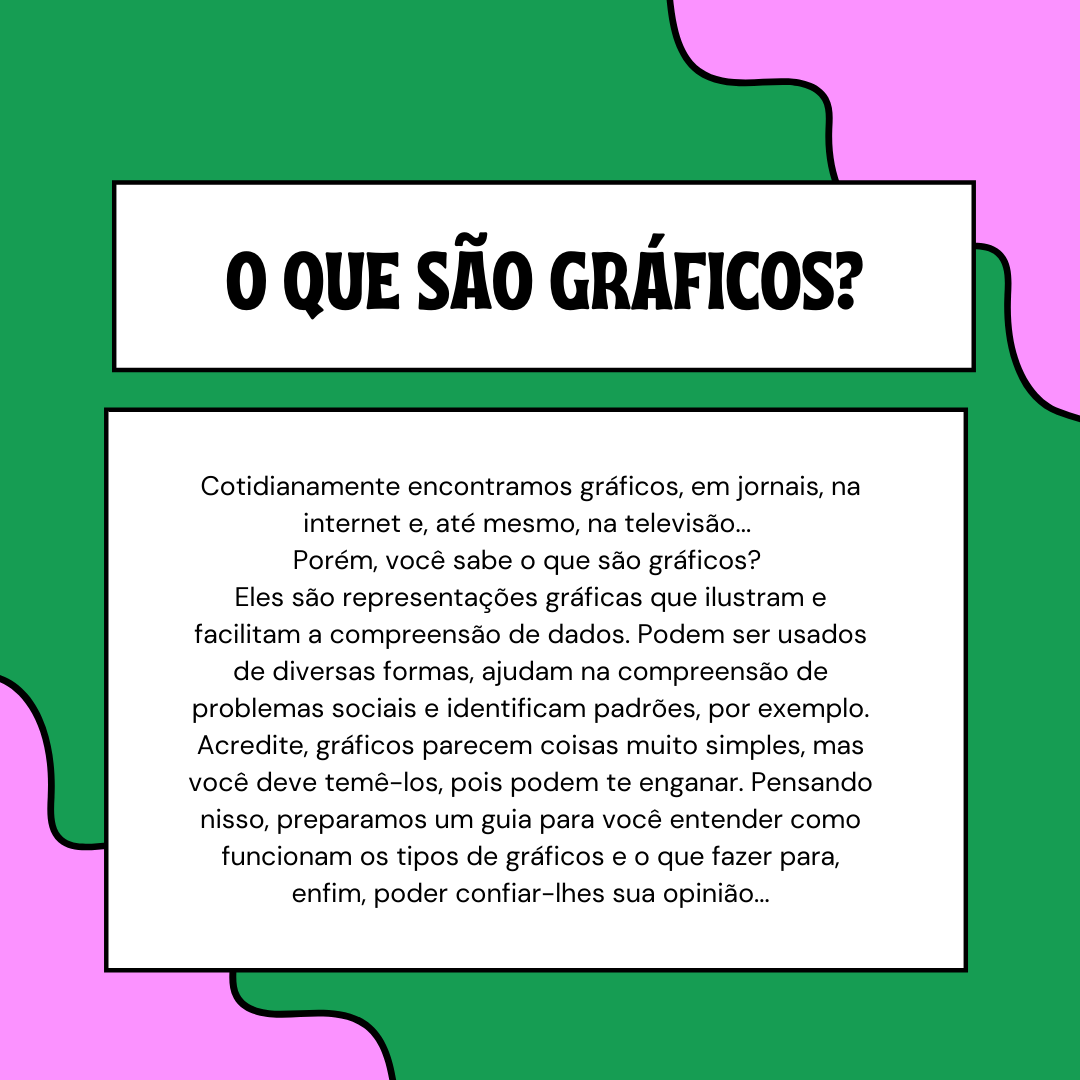 O QUE SÃO GRÁFICOS?
Cotidianamente encontramos gráficos, em jornais, na
internet e, até mesmo, na televisão...
Porém, você sabe o que são gráficos?
Eles são representações gráficas que ilustram e
facilitam a compreensão de dados. Podem ser usados
de diversas formas, ajudam na compreensão de
problemas sociais e identificam padrões, por exemplo.
Acredite, gráficos parecem coisas muito simples, mas
você deve temê-los, pois podem te enganar. Pensando
nisso, preparamos um guia para você entender como
funcionam os tipos de gráficos e o que fazer para,
enfim, poder confiar-lhes sua opinião...